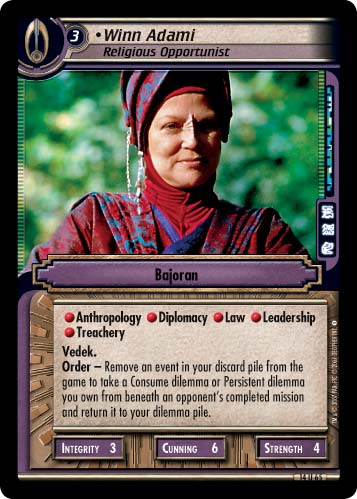 3
•Winn Adami
Religious Opportunist
Bajoran
•Anthropology •Diplomacy •Law •Leadership
•Treachery
Vedek.
Order – Remove an event in your discard pile from the
game to take a Consume dilemma or Persistent dilemma
you own from beneath an opponent's completed mission
and return it to your dilemma pile.
INTEGRITY 3 CUNNING 6 STRENGTH 4
14 U 65